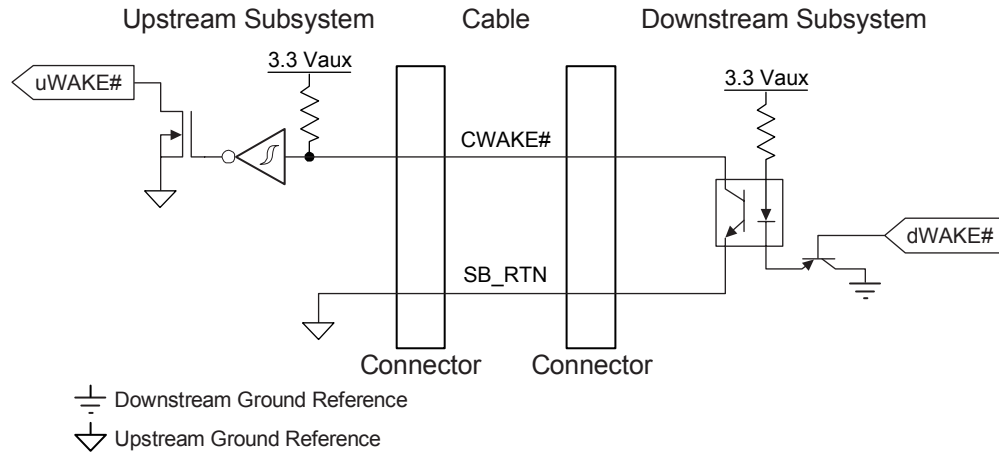 Upstream Subsystem
Cable
Downstream Subsystem
3.3 Vaux
uWAKE#
3.3 Vaux
CWAKE#
dWAKE#
SB_RTN
Connector
Connector
Downstream Ground Reference
Upstream Ground Reference